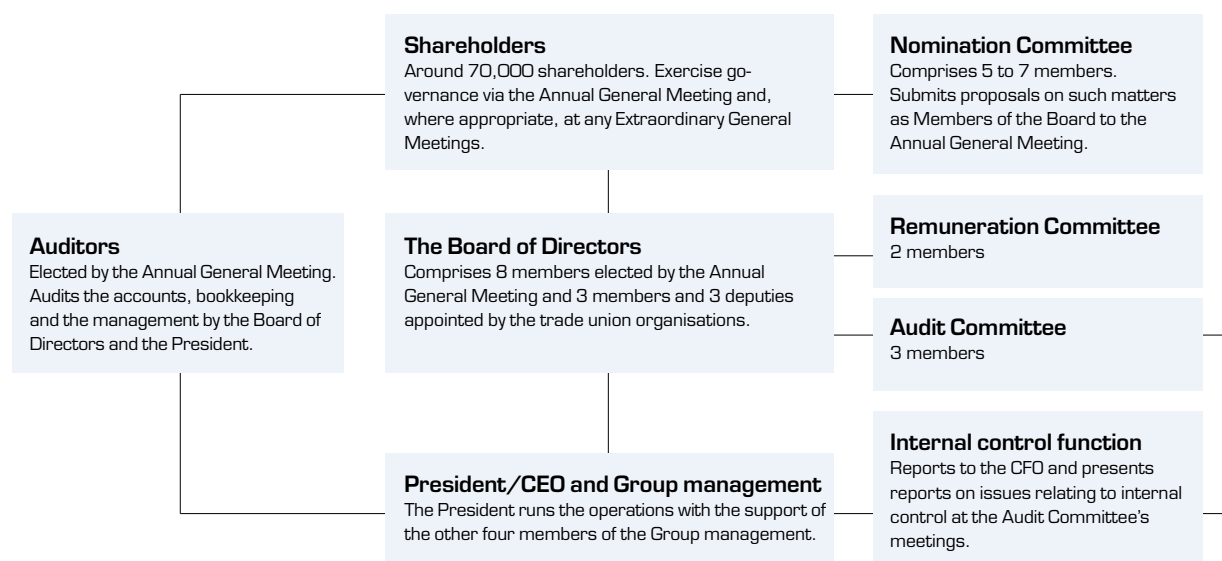 Shareholders
Around 70,000 shareholders. Exercise go-
vernance via the Annual General Meeting and,
where appropriate, at any Extraordinary General
Meetings.
Nomination Committee
Comprises 5 to 7 members.
Submits proposals on such matters
as Members of the Board to the
Annual General Meeting.
Auditors
Elected by the Annual General Meeting.
Audits the accounts, bookkeeping
and the management by the Board of
Directors and the President.
The Board of Directors
Comprises 8 members elected by the Annual
General Meeting and 3 members and 3 deputies
appointed by the trade union organisations.
Remuneration Committee
2 members
Audit Committee
3 members
President/CEO and Group management
The President runs the operations with the support of
the other four members of the Group management.
Internal control function
Reports to the CFO and presents
reports on issues relating to internal
control at the Audit Committee's
meetings.